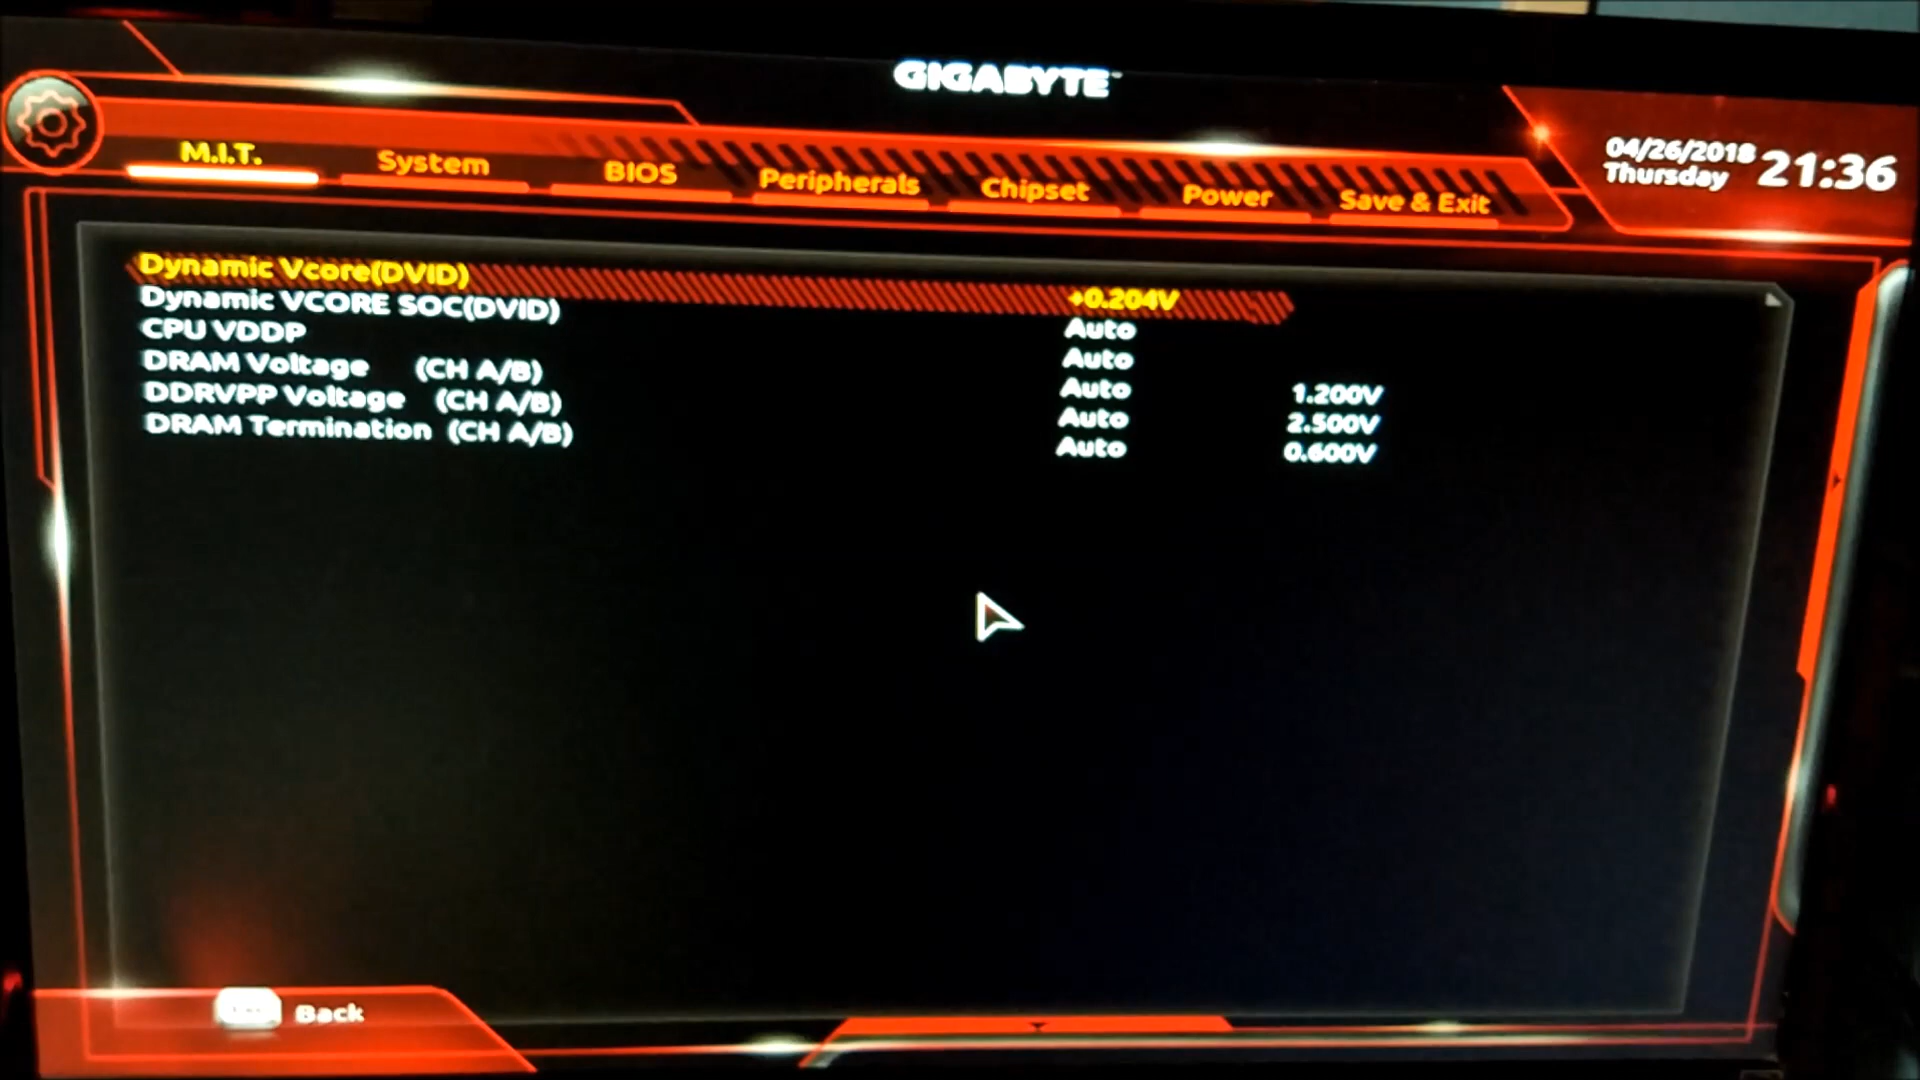 GIGABYTE™
M.I.T. System BIOS Peripherals Chipset Power Save & Exit
04/26/2018
Thursday
21:36
Dynamic Vcore(DVID) +0.204V
Dynamic VCORE SOC(DVID) Auto
CPU VDDP Auto
DRAM Voltage (CH A/B) Auto 1.200V
DDRVPP Voltage (CH A/B) Auto 2.500V
DRAM Termination (CH A/B) Auto 0.600V
Back